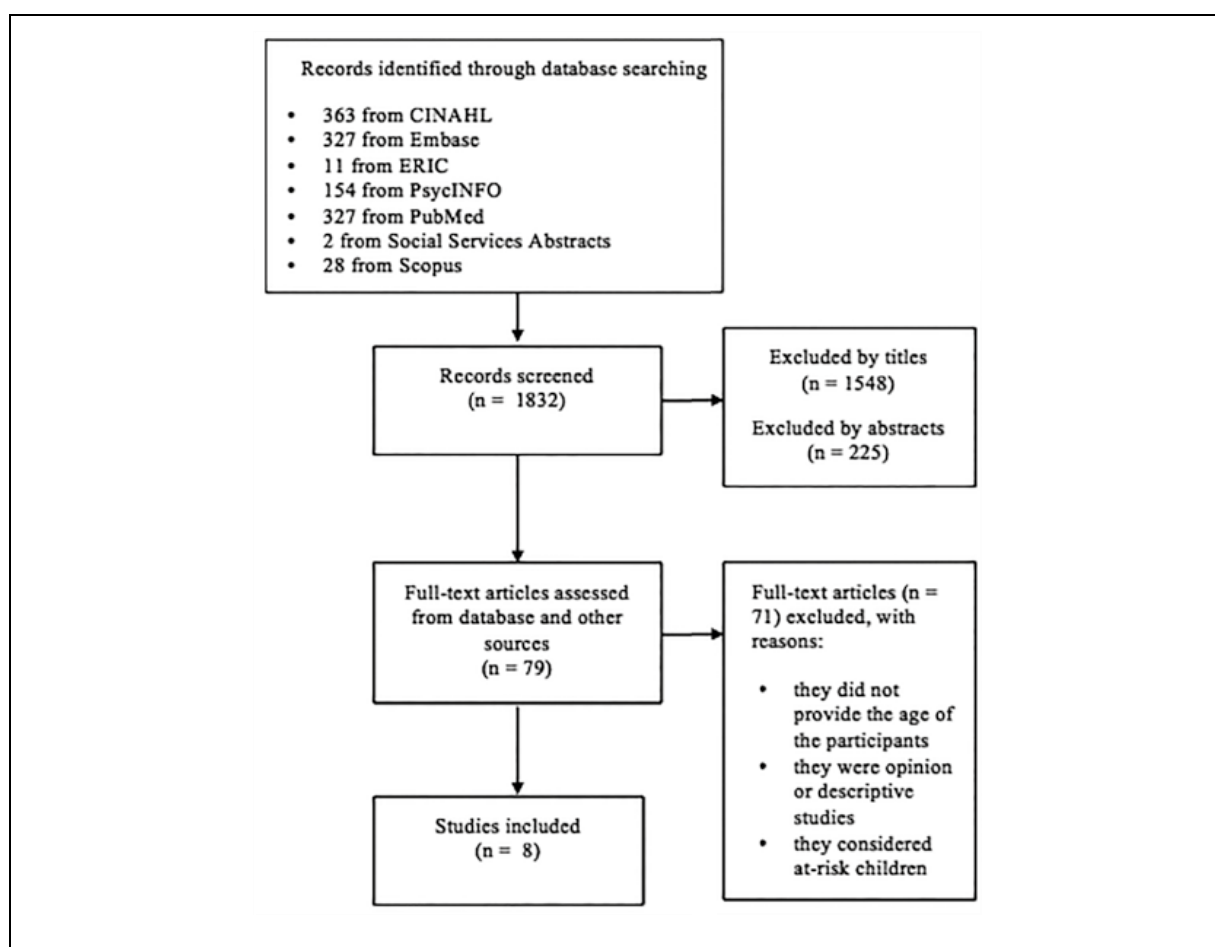 Records identified through database searching
• 363 from CINAHL
• 327 from Embase
• 11 from ERIC
• 154 from PsycINFO
• 327 from PubMed
• 2 from Social Services Abstracts
• 28 from Scopus
Records screened
(n = 1832)
Excluded by titles
(n = 1548)
Excluded by abstracts
(n = 225)
Full-text articles assessed
from database and other
sources
(n = 79)
Full-text articles (n =
71) excluded, with
reasons:
• they did not
provide the age of
the participants
• they were opinion
or descriptive
studies
• they considered
at-risk children
Studies included
(n = 8)